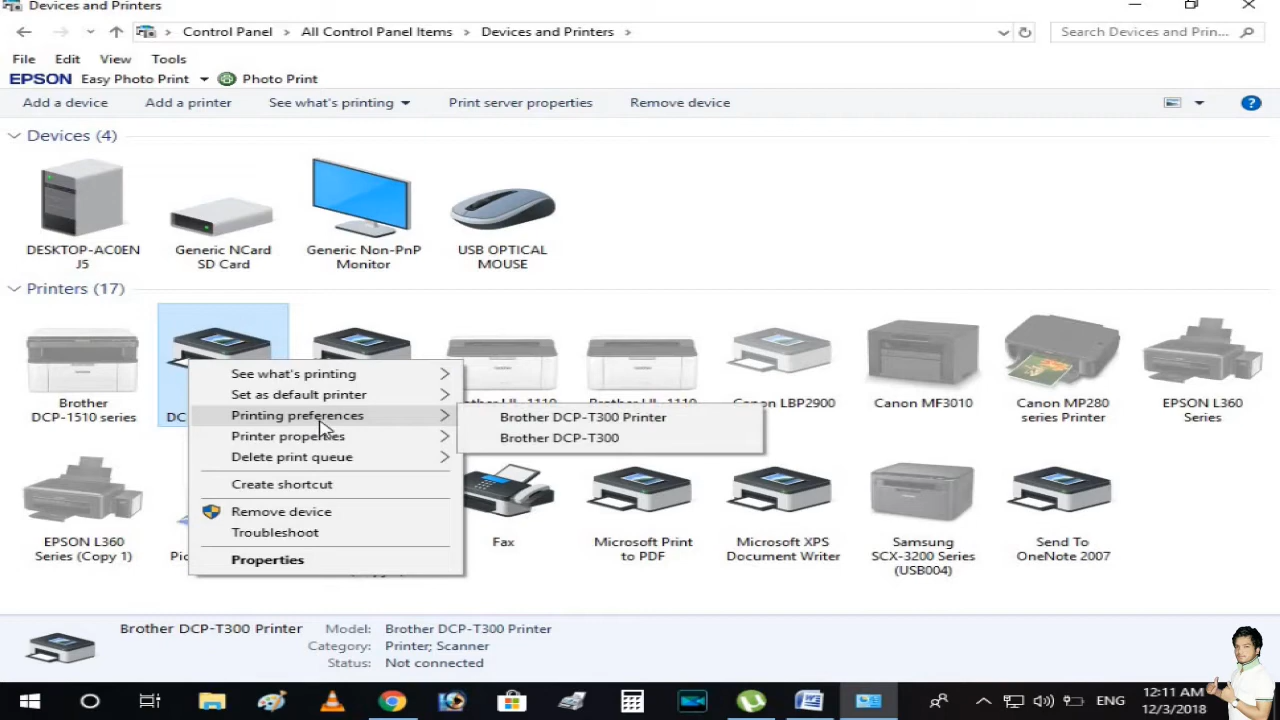 Devices and Printers
Control Panel > All Control Panel Items > Devices and Printers >
Search Devices and Prin...
File Edit View Tools
EPSON Easy Photo Print Photo Print
Add a device Add a printer See what's printing Print server properties Remove device
Devices (4)
DESKTOP-AC0EN
J5
Generic NCard
SD Card
Generic Non-PnP
Monitor
USB OPTICAL
MOUSE
Printers (17)
Brother
DCP-1510 series
Canon LBP2900
Canon MF3010
Canon MP280
series Printer
EPSON L360
Series
See what's printing
Set as default printer
Printing preferences
Printer properties
Delete print queue
Create shortcut
Remove device
Troubleshoot
Properties
Brother DCP-T300 Printer
Brother DCP-T300
EPSON L360
Series (Copy 1)
Fax
Microsoft Print
to PDF
Microsoft XPS
Document Writer
Samsung
SCX-3200 Series
(USB004)
Send To
OneNote 2007
Brother DCP-T300 Printer
Model: Brother DCP-T300 Printer
Category: Printer; Scanner
Status: Not connected
ENG
12:11 AM
12/3/2018